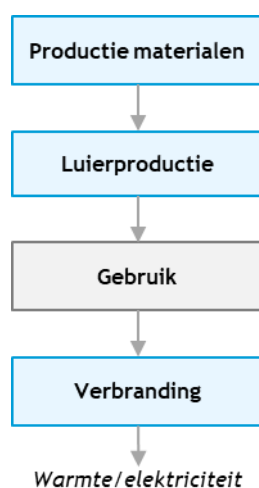 Productie materialen
Luierproductie
Gebruik
Verbranding
Warmte/elektriciteit